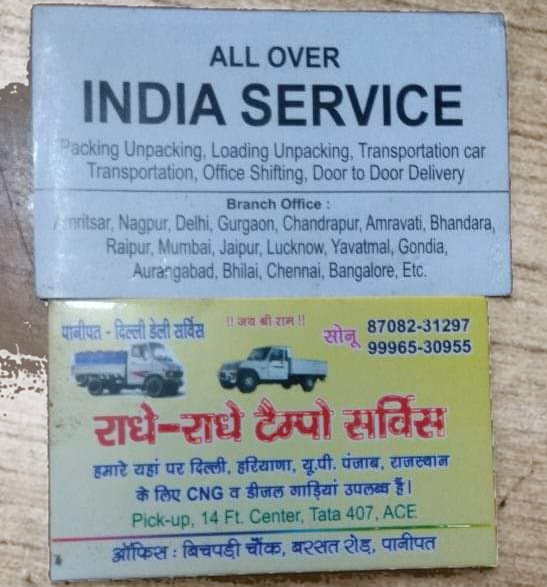 ALL OVER
INDIA SERVICE
Packing Unpacking, Loading Unpacking, Transportation car
Transportation, Office Shifting, Door to Door Delivery
Branch Office :
Amritsar, Nagpur, Delhi, Gurgaon, Chandrapur, Amravati, Bhandara,
Raipur, Mumbai, Jaipur, Lucknow, Yavatmal, Gondia,
Aurangabad, Bhilai, Chennai, Bangalore, Etc.
पानीपत - दिल्ली डेली सर्विस
!! जय श्री राम !!
सोनू 87082-31297
99965-30955
राधे-राधे टैम्पो सर्विस
हमारे यहां पर दिल्ली, हरियाणा, यू.पी. पंजाब, राजस्थान
के लिए CNG व डीजल गाड़ियां उपलब्ध हैं।
Pick-up, 14 Ft. Center, Tata 407, ACE
ऑफिस : बिचपड़ी चौंक, बरसत रोड़, पानीपत